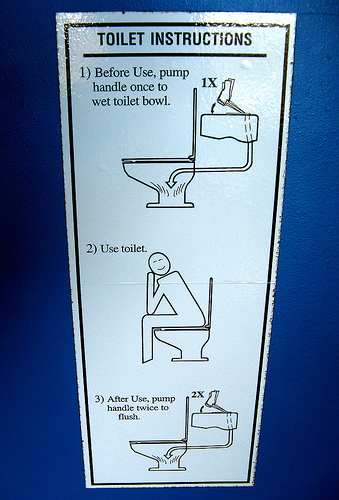 TOILET INSTRUCTIONS
1) Before Use, pump
handle once to
wet toilet bowl.
1X
2) Use toilet.
3) After Use, pump
handle twice to
flush.
2X